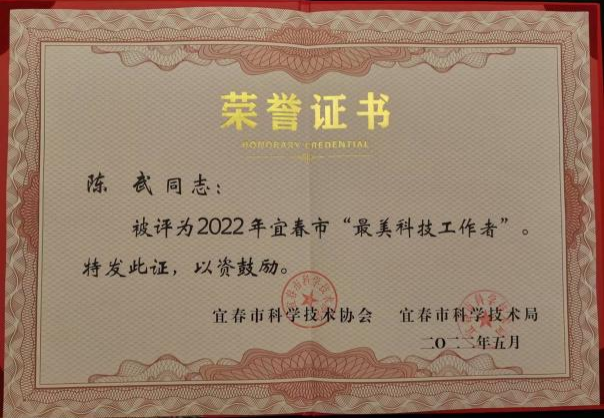 荣誉证书
HONORARY CREDENTIAL
陈 武同志：
被评为2022年宜春市“最美科技工作者”。
特发此证，以资鼓励。
宜春市科学技术协会 宜春市科学技术局
二〇二二年五月